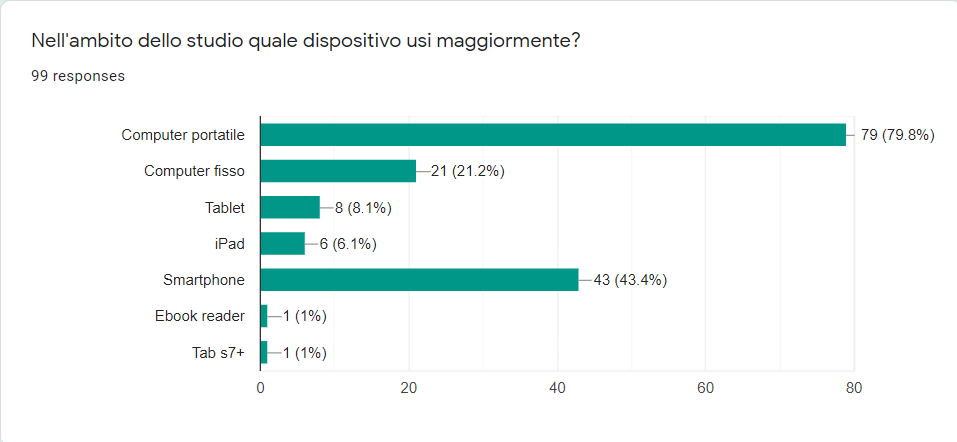 Nell'ambito dello studio quale dispositivo usi maggiormente?
99 responses
Computer portatile 79 (79.8%)
Computer fisso 21 (21.2%)
Tablet 8 (8.1%)
iPad 6 (6.1%)
Smartphone 43 (43.4%)
Ebook reader 1 (1%)
Tab s7+ 1 (1%)
0 20 40 60 80